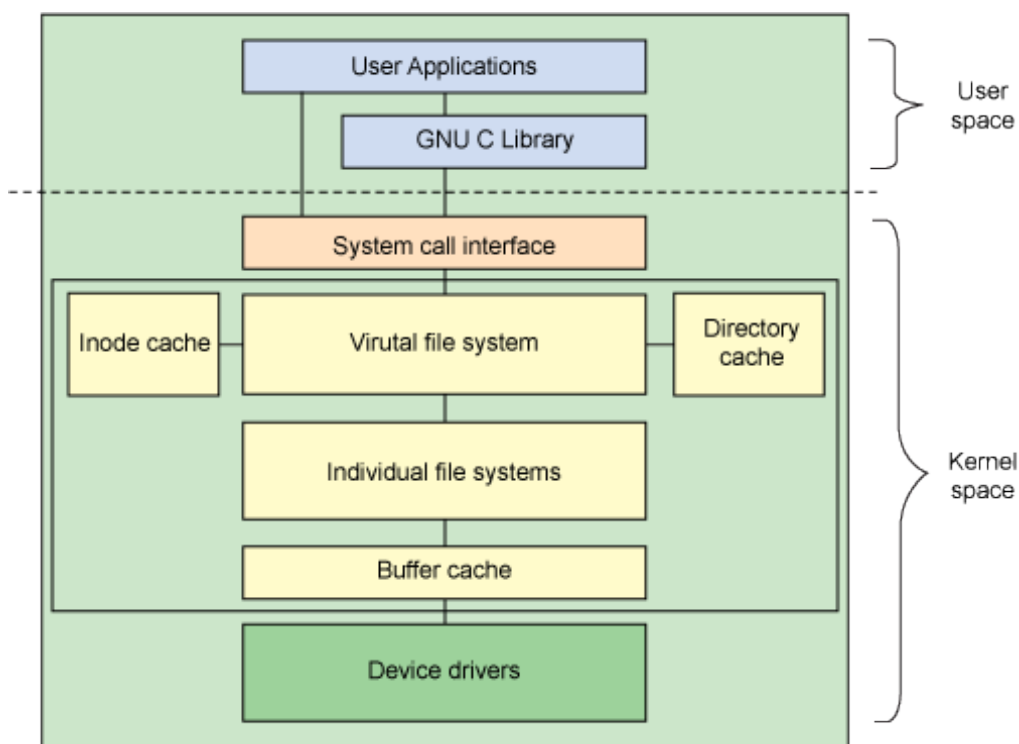 User Applications
User
space
GNU C Library
System call interface
Inode cache
Virutal file system
Directory
cache
Individual file systems
Kernel
space
Buffer cache
Device drivers